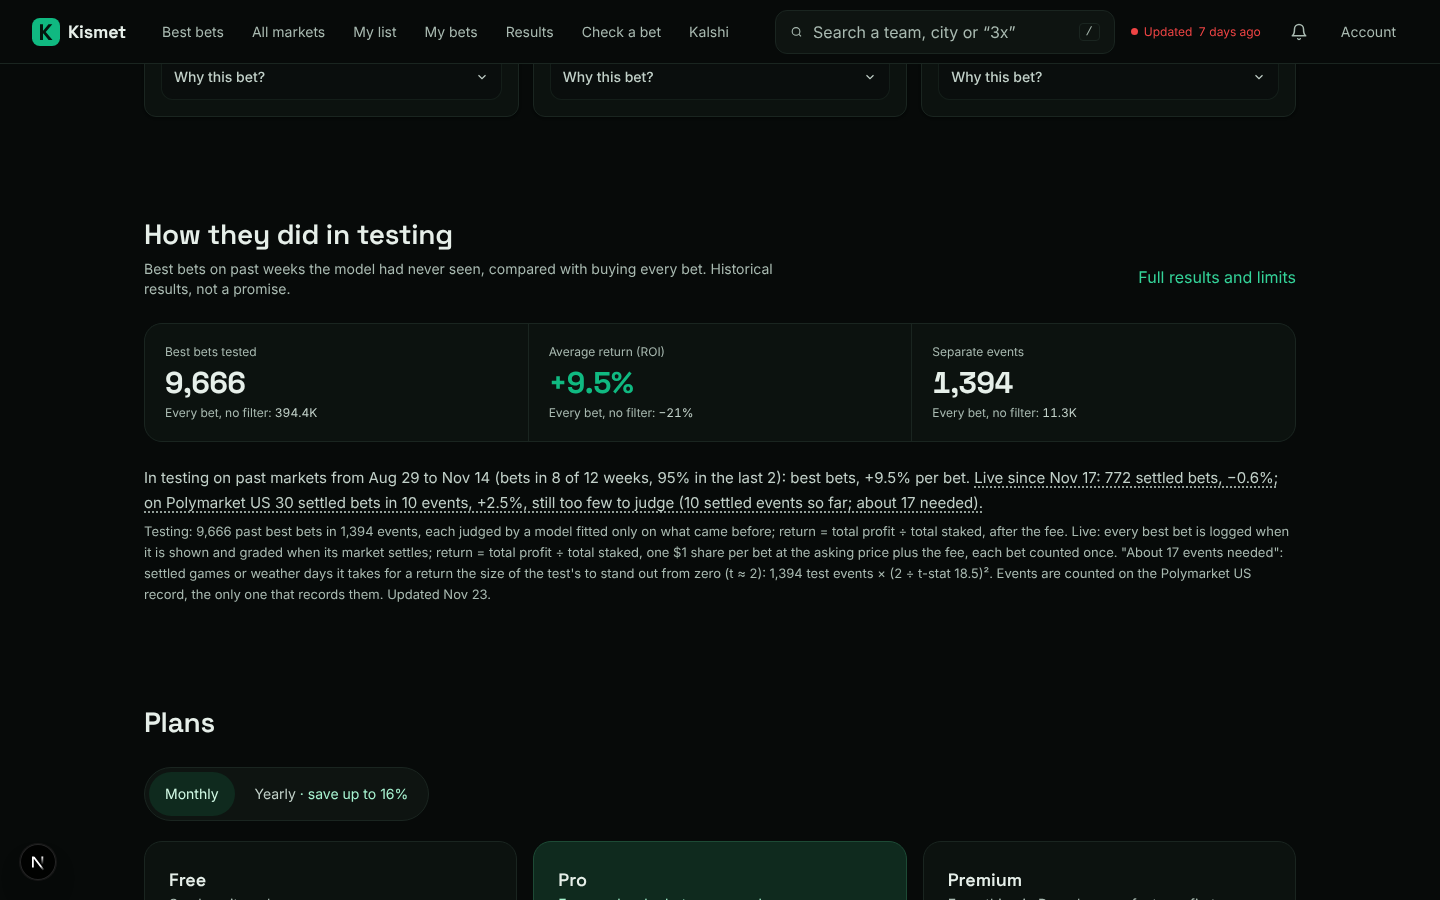 K Kismet Best bets All markets My list My bets Results Check a bet Kalshi Search a team, city or “3x” / Updated 7 days ago Account
Why this bet? Why this bet? Why this bet?
How they did in testing
Best bets on past weeks the model had never seen, compared with buying every bet. Historical
results, not a promise.
Full results and limits
Best bets tested
9,666
Every bet, no filter: 394.4K
Average return (ROI)
+9.5%
Every bet, no filter: −21%
Separate events
1,394
Every bet, no filter: 11.3K
In testing on past markets from Aug 29 to Nov 14 (bets in 8 of 12 weeks, 95% in the last 2): best bets, +9.5% per bet. Live since Nov 17: 772 settled bets, −0.6%;
on Polymarket US 30 settled bets in 10 events, +2.5%, still too few to judge (10 settled events so far; about 17 needed).
Testing: 9,666 past best bets in 1,394 events, each judged by a model fitted only on what came before; return = total profit ÷ total staked, after the fee. Live: every best bet is logged when
it is shown and graded when its market settles; return = total profit ÷ total staked, one $1 share per bet at the asking price plus the fee, each bet counted once. "About 17 events needed":
settled games or weather days it takes for a return the size of the test's to stand out from zero (t ≈ 2): 1,394 test events × (2 ÷ t-stat 18.5)². Events are counted on the Polymarket US
record, the only one that records them. Updated Nov 23.
Plans
Monthly Yearly · save up to 16%
N
Free Pro Premium